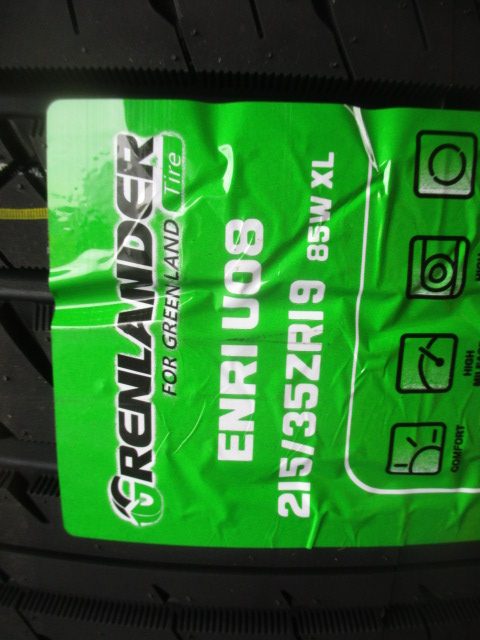 GRENLANDER
FOR GREENLAND Tire
ENRI U08
215/35ZR19 85W XL
HIGH
COMFORT